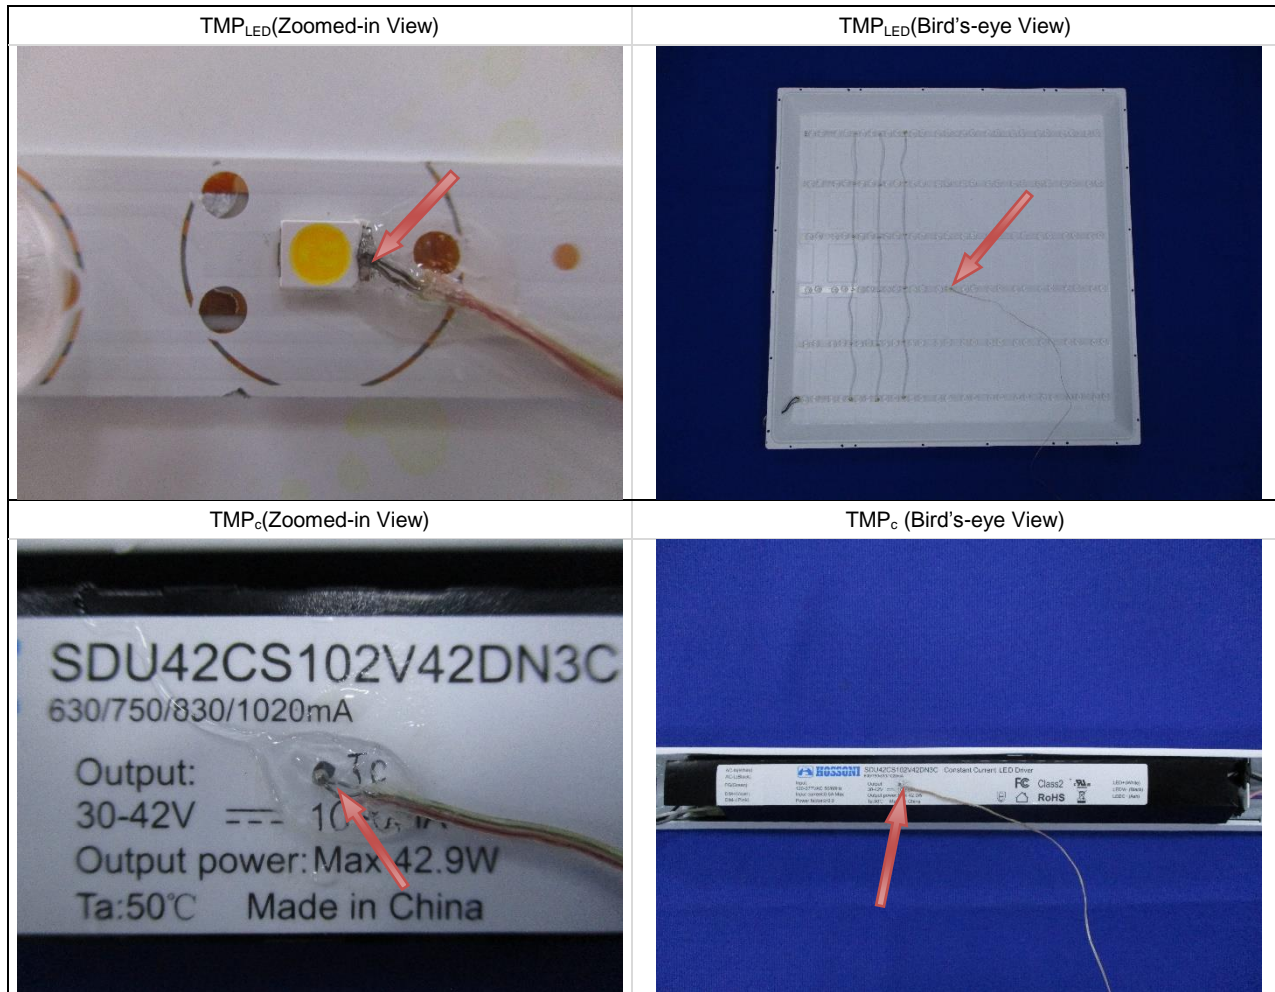 TMPLED(Zoomed-in View)
TMPLED(Bird's-eye View)
TMPc(Zoomed-in View)
TMPc (Bird's-eye View)
SDU42CS102V42DN3C
630/750/830/1020mA
Output:
Tc
30-42V
Output power: Max 42.9W
Ta:50℃ Made in China
HOSSONI
SDU42CS102V42DN3C Constant Current LED Driver
Class2
RoHS